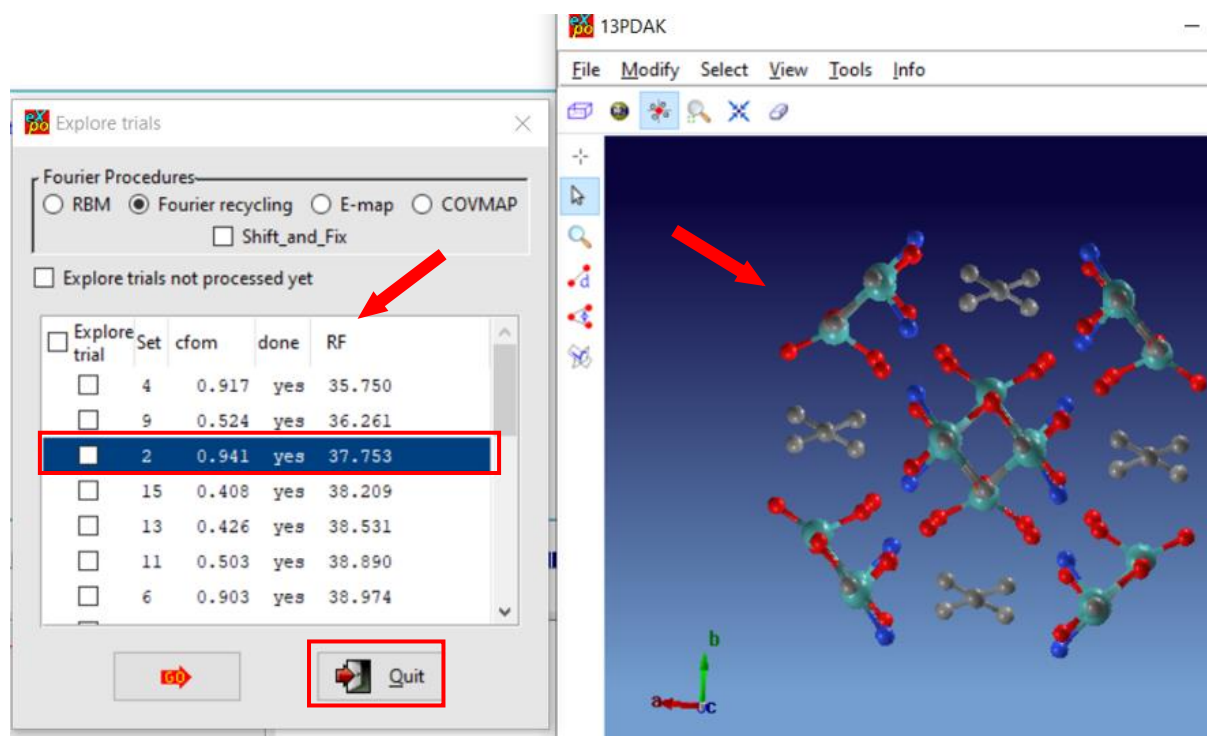 13PDAK
File Modify Select View Tools Info
Explore trials
Fourier Procedures
RBM Fourier recycling E-map COVMAP
Shift_and_Fix
Explore trials not processed yet
Explore trial Set cfom done RF
4 0.917 yes 35.750
9 0.524 yes 36.261
2 0.941 yes 37.753
15 0.408 yes 38.209
13 0.426 yes 38.531
11 0.503 yes 38.890
6 0.903 yes 38.974
GO Quit
d
b
a c